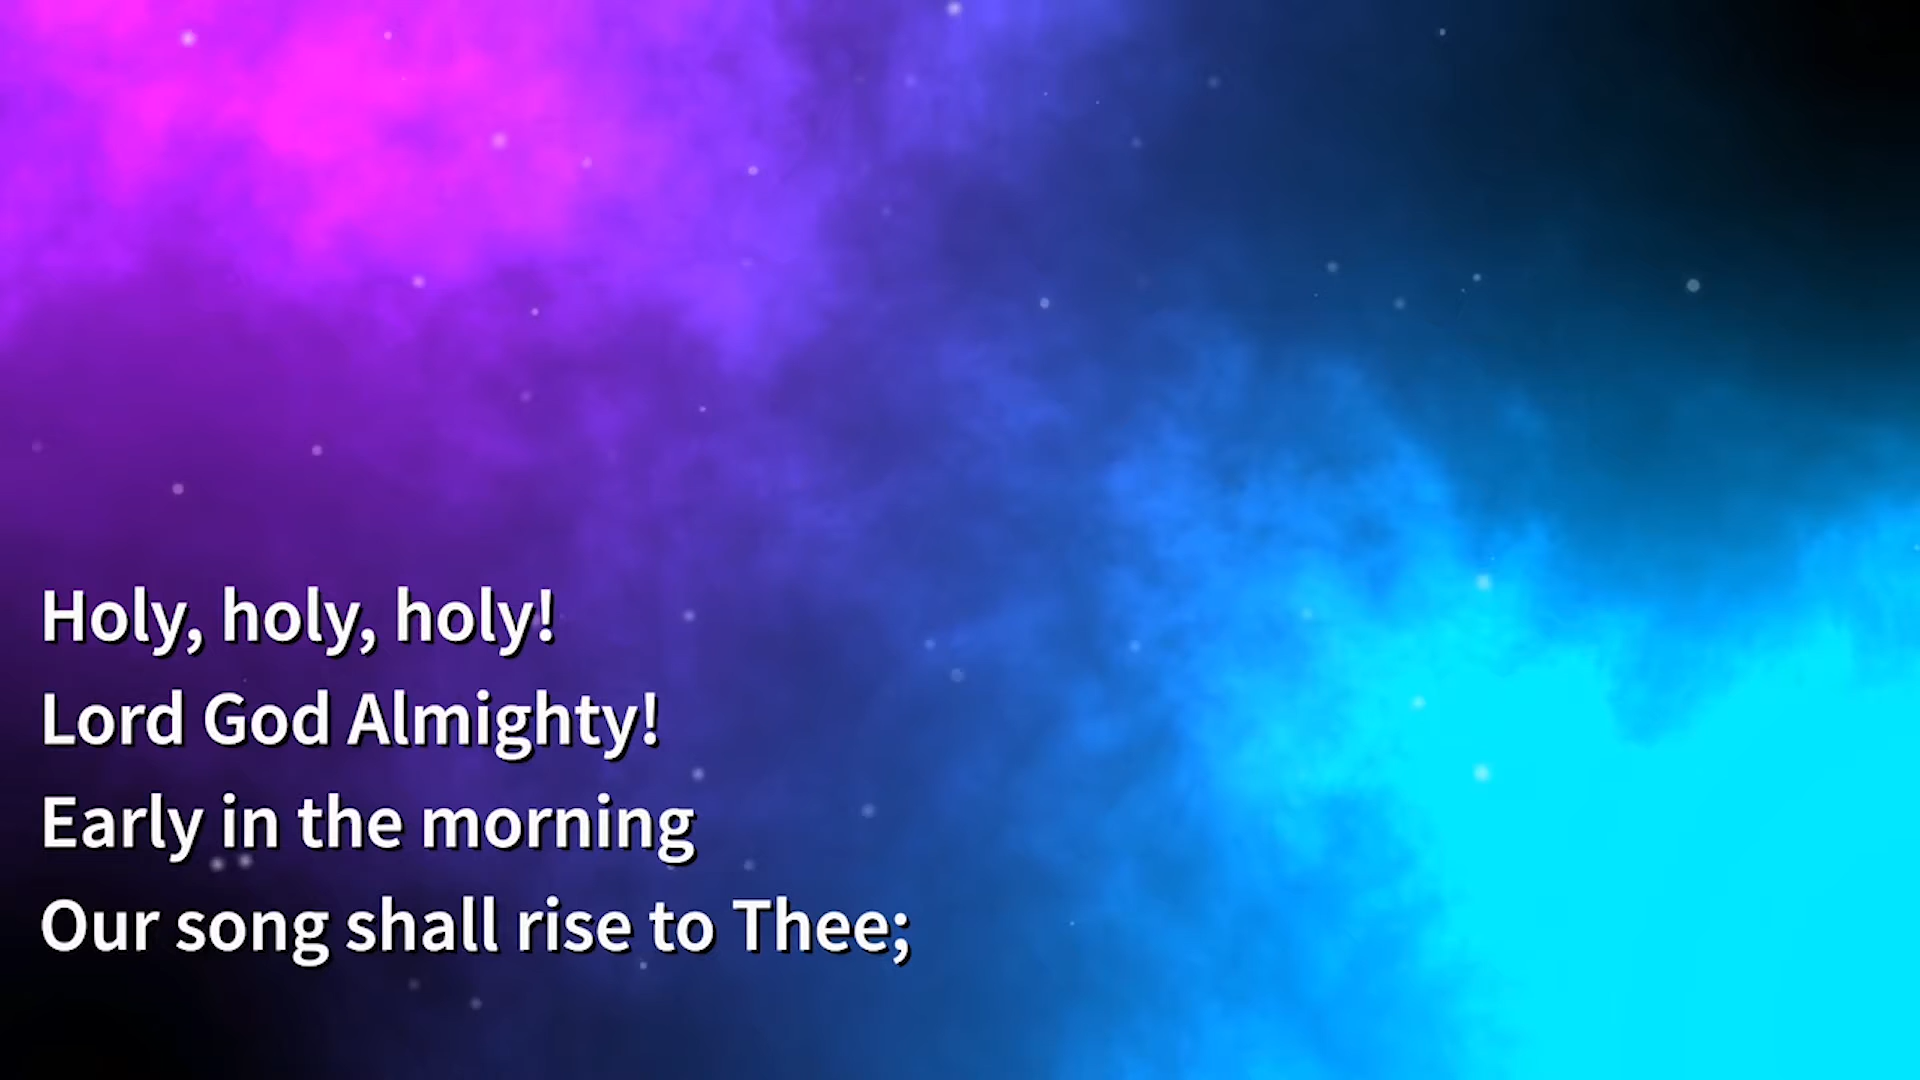 Holy, holy, holy!
Lord God Almighty!
Early in the morning
Our song shall rise to Thee;